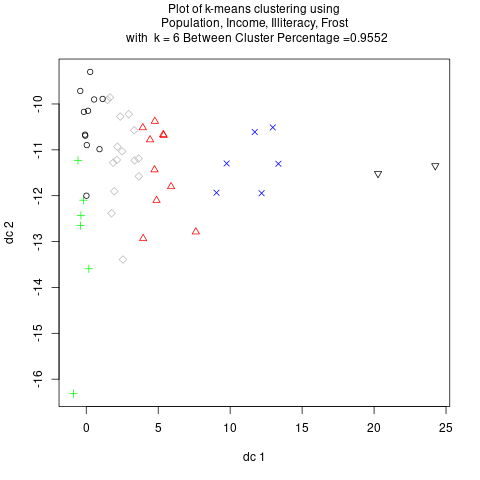 Plot of k-means clustering using
Population, Income, Illiteracy, Frost
with k = 6 Between Cluster Percentage =0.9552
-10
-11
-12
-13
-14
-15
-16
dc 2
0
5
10
15
20
25
dc 1